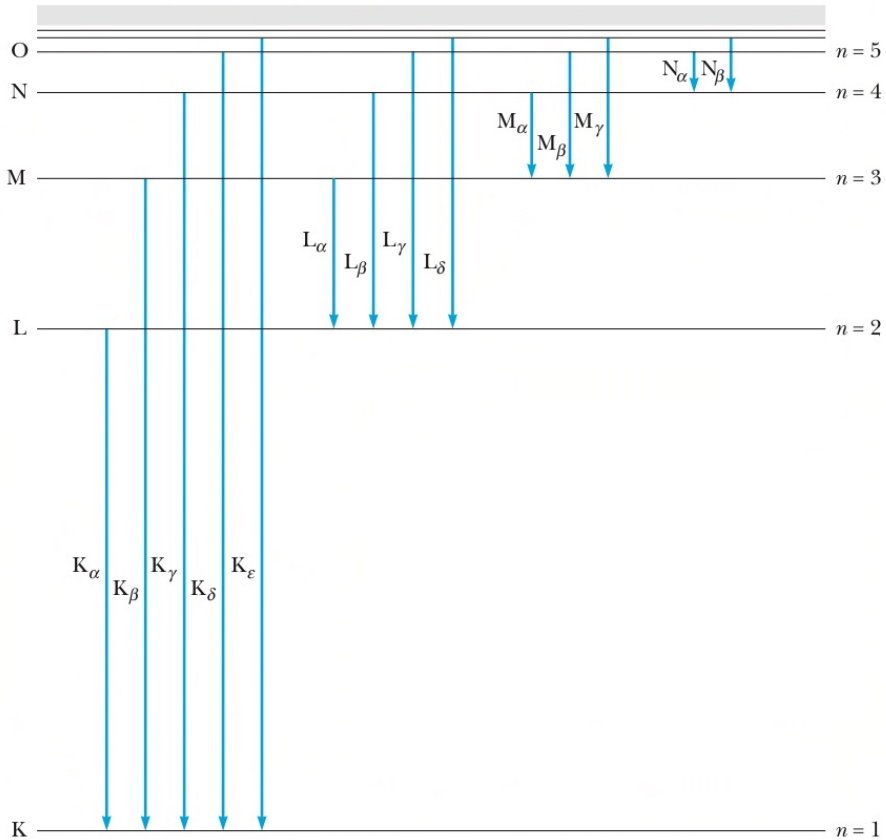 O n = 5
N n = 4
M n = 3
L n = 2
K n = 1
Kα
Kβ
Kγ
Kδ
Kε
Lα
Lβ
Lγ
Lδ
Mα
Mβ
Mγ
Nα
Nβ